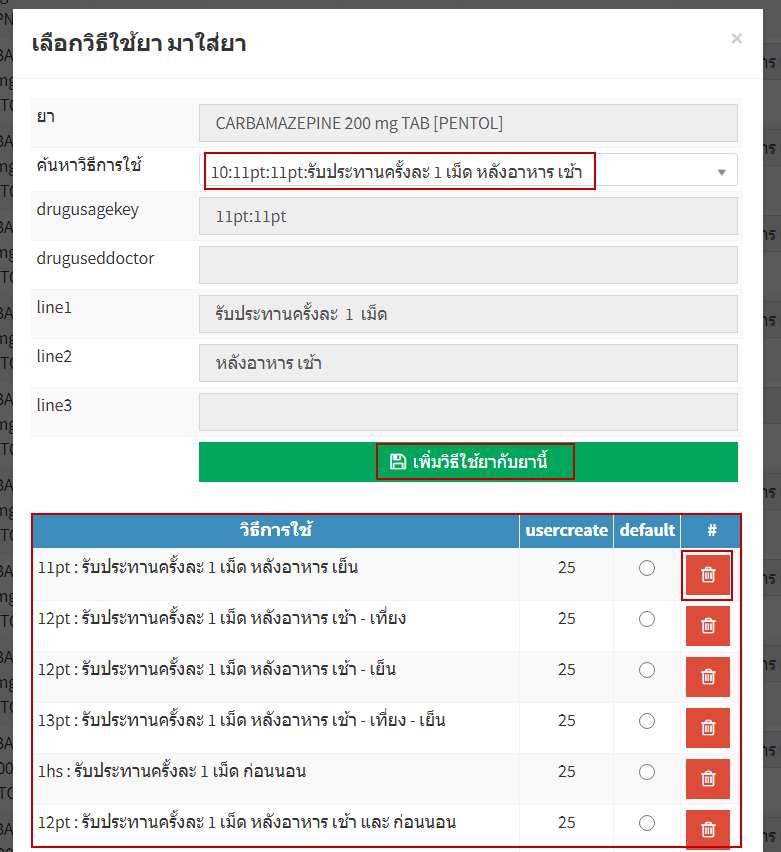 เลือกวิธีใช้ยา มาใส่ยา
×
ยา
CARBAMAZEPINE 200 mg TAB [PENTOL]
ค้นหาวิธีการใช้
10:11pt:11pt:รับประทานครั้งละ 1 เม็ด หลังอาหาร เช้า
drugusagekey
11pt:11pt
druguseddoctor
line1
รับประทานครั้งละ 1 เม็ด
line2
หลังอาหาร เช้า
line3
เพิ่มวิธีใช้ยากับยานี้
วิธีการใช้ usercreate default #
11pt : รับประทานครั้งละ 1 เม็ด หลังอาหาร เย็น 25
12pt : รับประทานครั้งละ 1 เม็ด หลังอาหาร เช้า - เที่ยง 25
12pt : รับประทานครั้งละ 1 เม็ด หลังอาหาร เช้า - เย็น 25
13pt : รับประทานครั้งละ 1 เม็ด หลังอาหาร เช้า - เที่ยง - เย็น 25
1hs : รับประทานครั้งละ 1 เม็ด ก่อนนอน 25
12pt : รับประทานครั้งละ 1 เม็ด หลังอาหาร เช้า และ ก่อนนอน 25